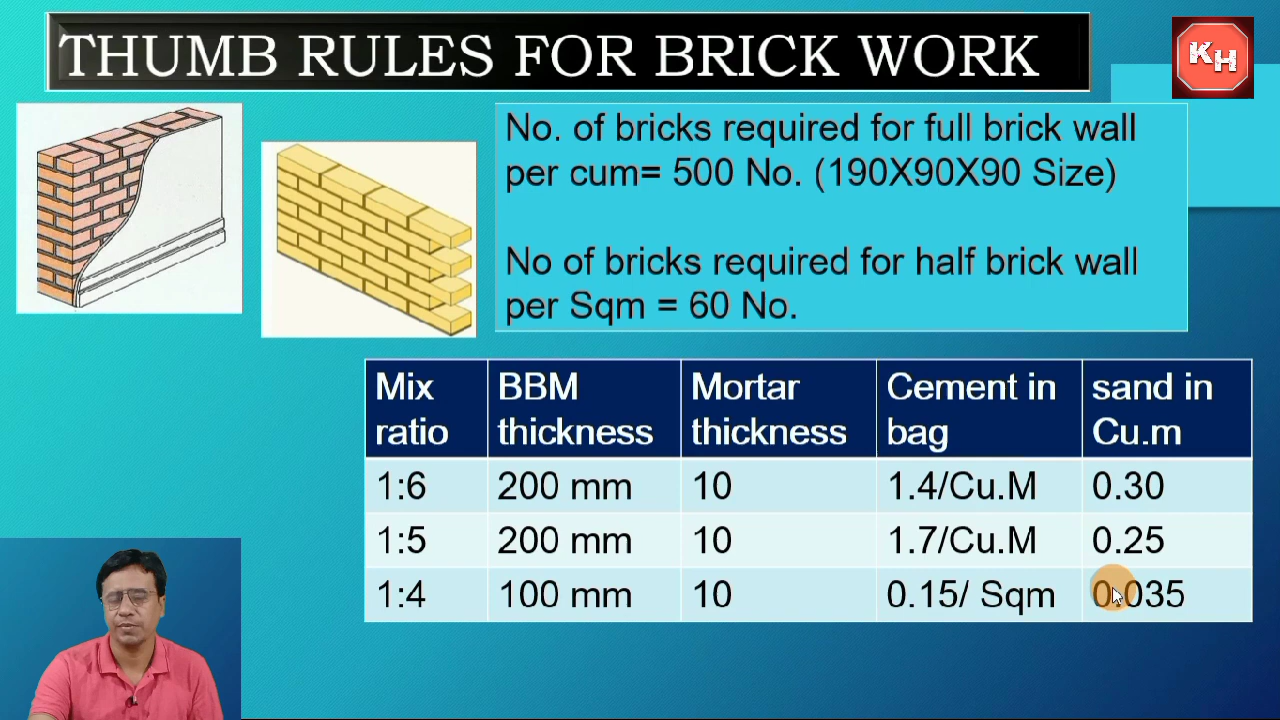 THUMB RULES FOR BRICK WORK
KH
No. of bricks required for full brick wall
per cum= 500 No. (190X90X90 Size)
No of bricks required for half brick wall
per Sqm = 60 No.
Mix ratio BBM thickness Mortar thickness Cement in bag sand in Cu.m
1:6 200 mm 10 1.4/Cu.M 0.30
1:5 200 mm 10 1.7/Cu.M 0.25
1:4 100 mm 10 0.15/ Sqm 0.035